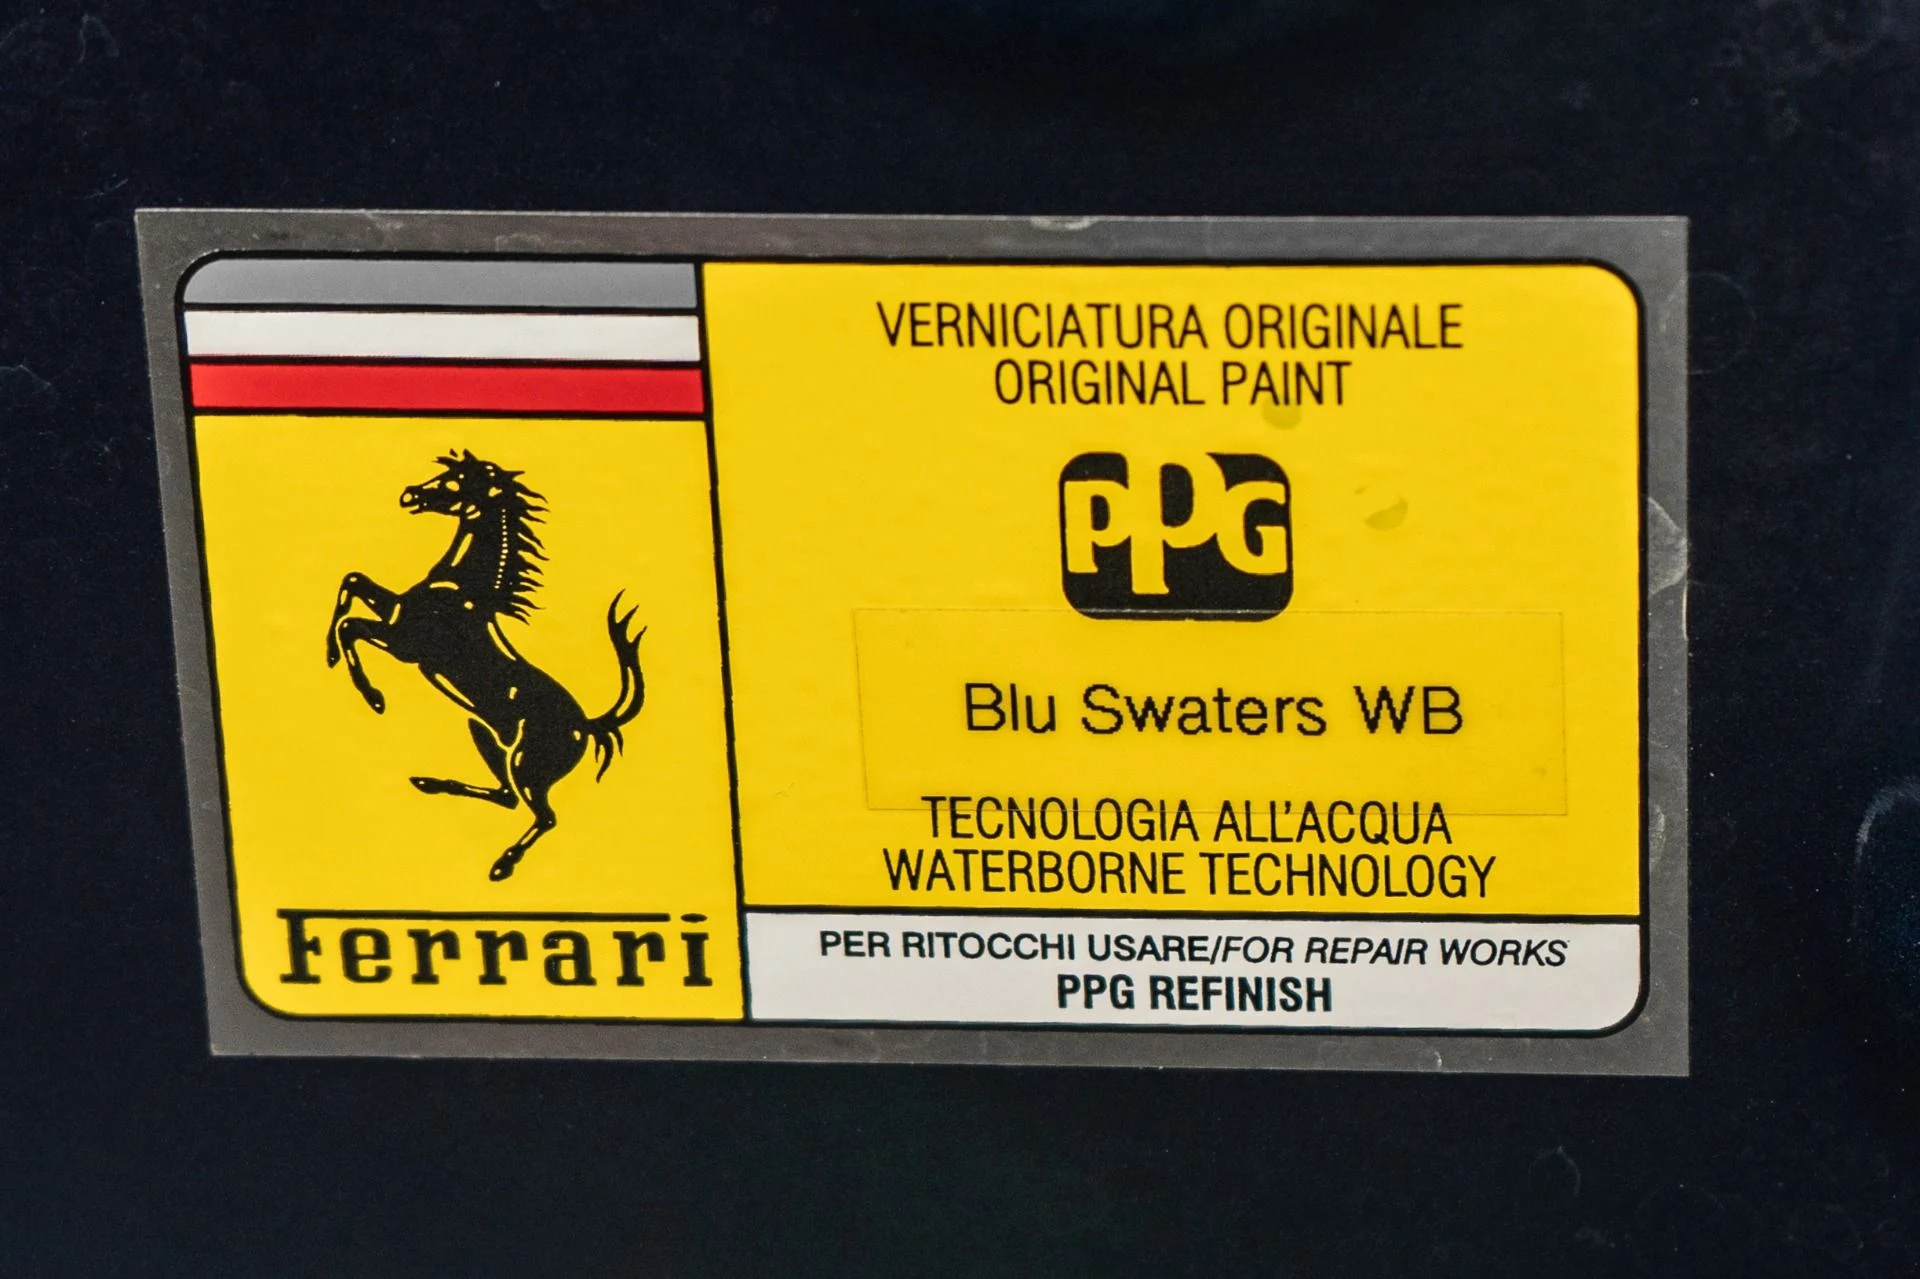 Ferrari
VERNICIATURA ORIGINALE
ORIGINAL PAINT
PPG
Blu Swaters WB
TECNOLOGIA ALL'ACQUA
WATERBORNE TECHNOLOGY
PER RITOCCHI USARE/FOR REPAIR WORKS
PPG REFINISH